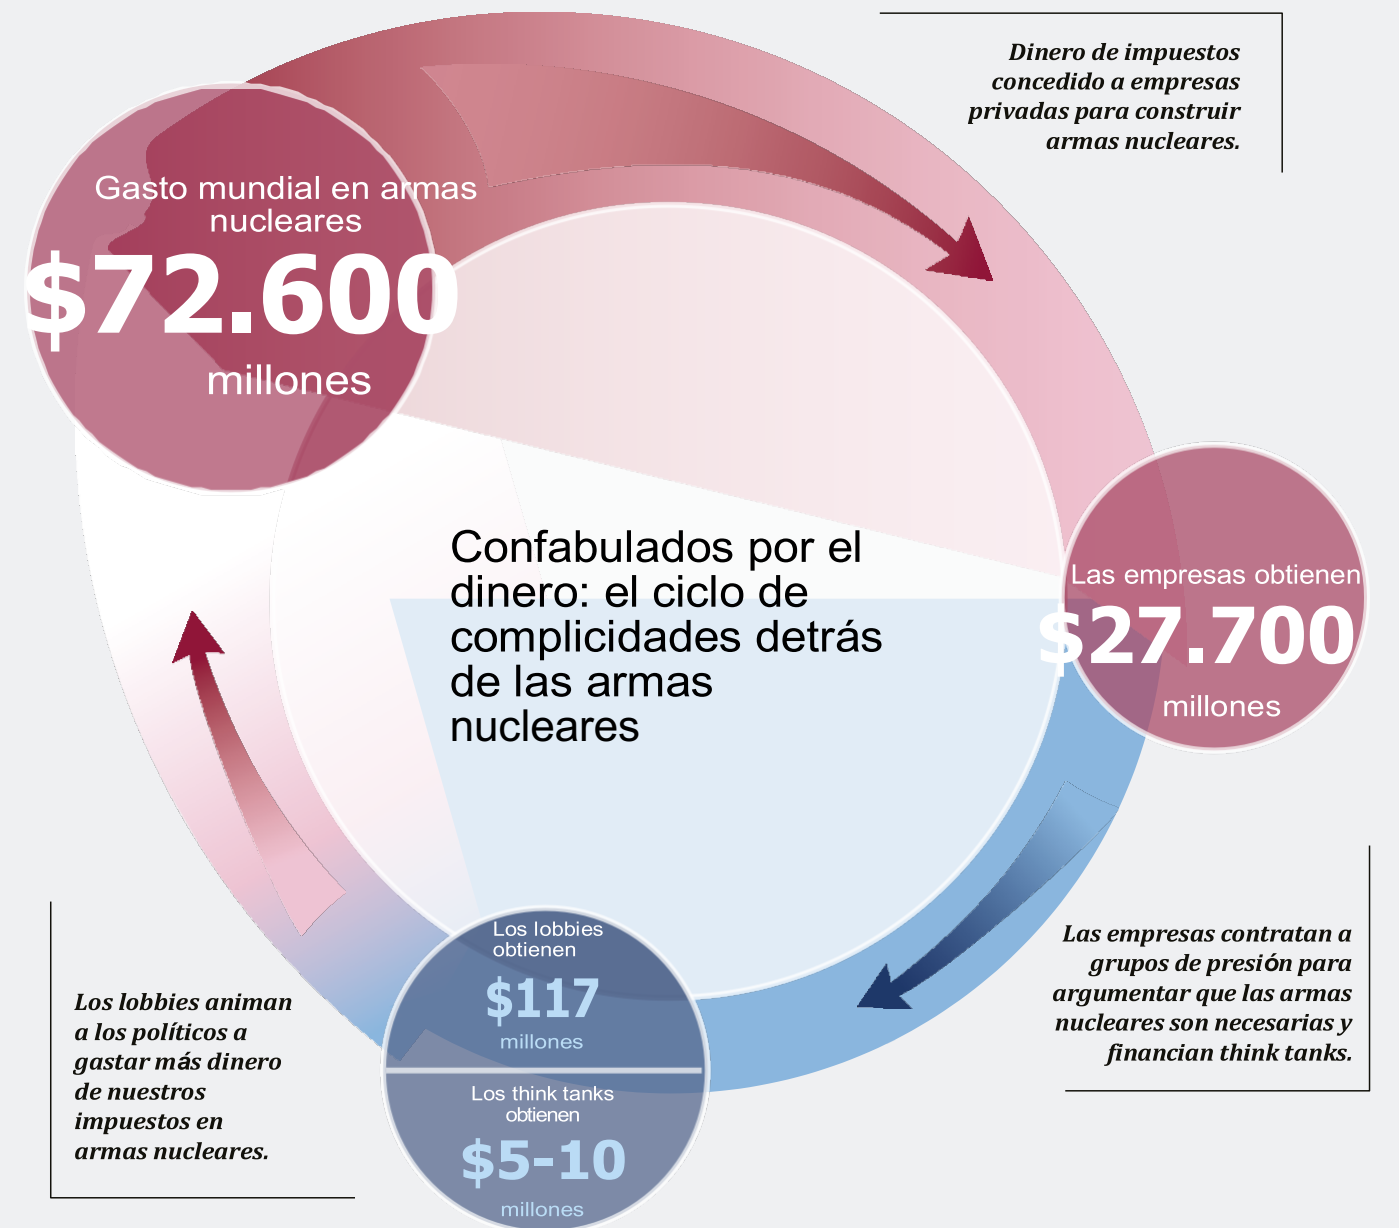 Dinero de impuestos
concedido a empresas
privadas para construir
armas nucleares.
Gasto mundial en armas
nucleares
$72.600
millones
Confabulados por el
dinero: el ciclo de
complicidades detrás
de las armas
nucleares
Las empresas obtienen
$27.700
millones
Las empresas contratan a
grupos de presión para
argumentar que las armas
nucleares son necesarias y
financian think tanks.
Los lobbies
obtienen
$117
millones
Los think tanks
obtienen
$5-10
millones
Los lobbies animan
a los políticos a
gastar más dinero
de nuestros
impuestos en
armas nucleares.